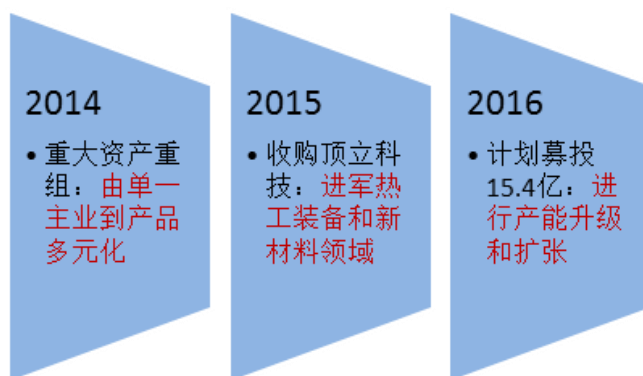 2014
• 重大资产重
组：由单一
主业到产品
多元化
2015
• 收购顶立科
技：进军热
工装备和新
材料领域
2016
• 计划募投
15.4亿：进
行产能升级
和扩张